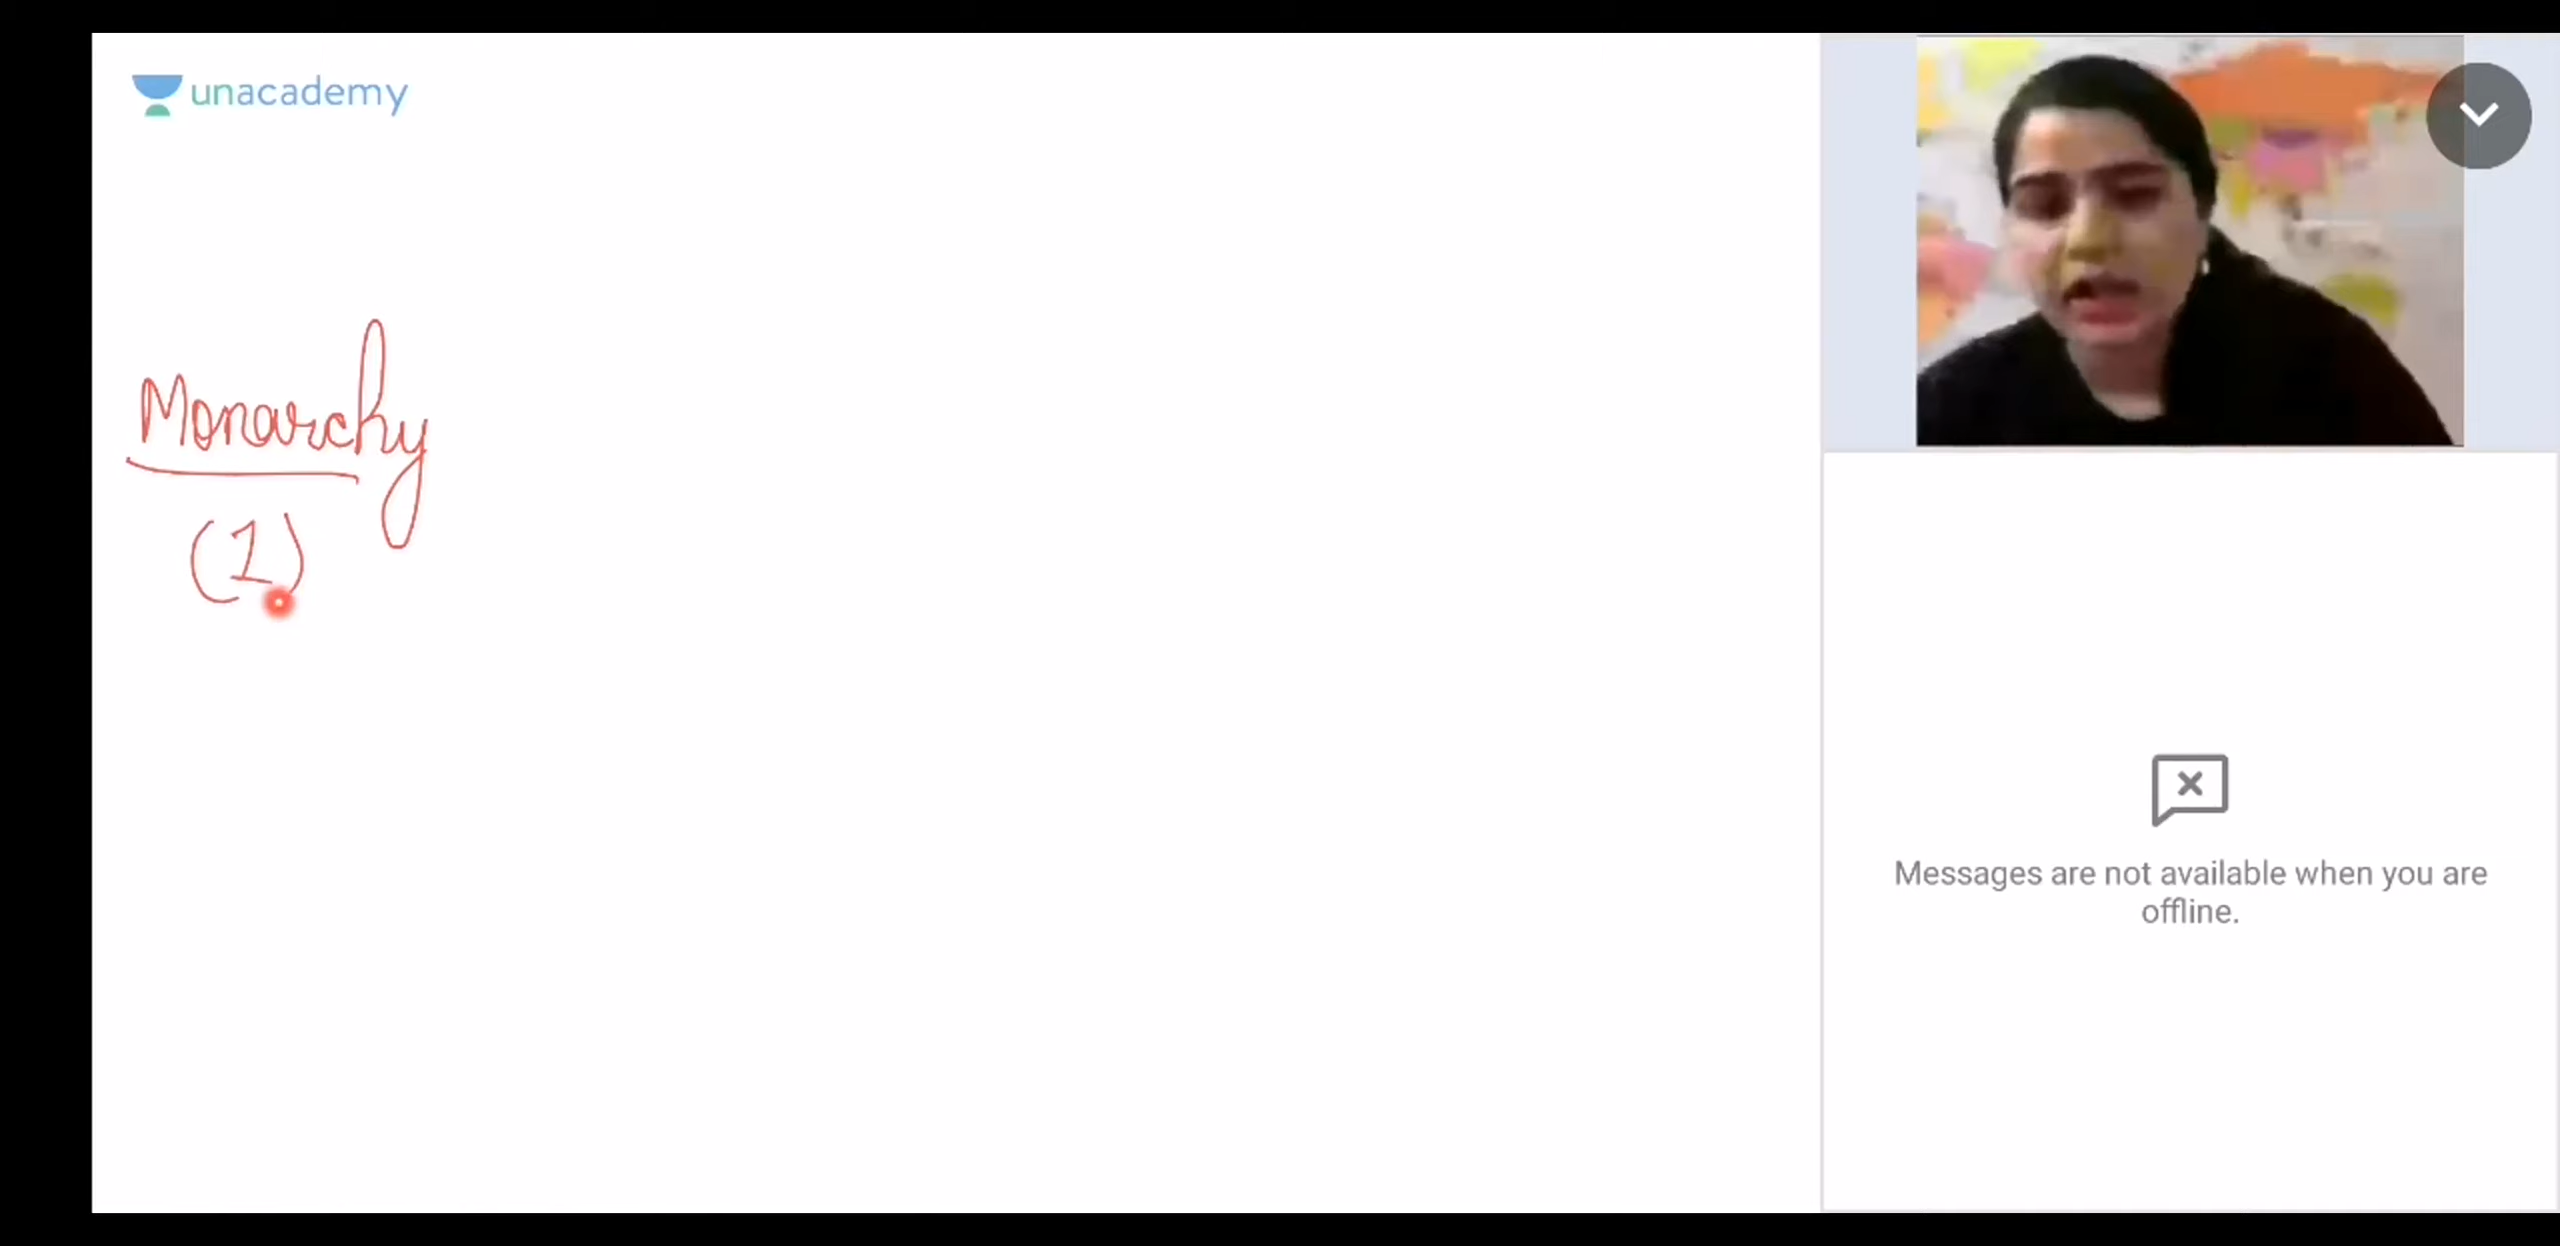 unacademy
Monarchy
(1)
Messages are not available when you are
offline.